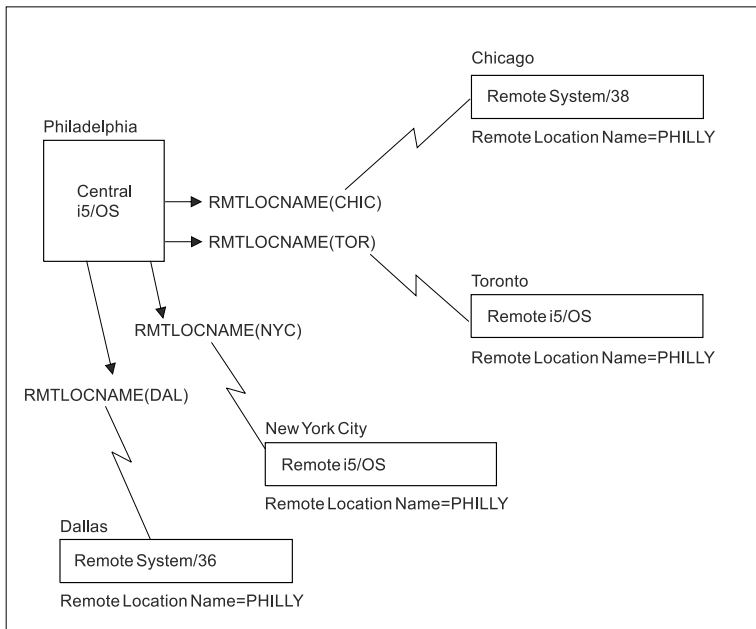 Chicago
Remote System/38
Remote Location Name=PHILLY
Philadelphia
Central
i5/OS
RMTLOCNAME(CHIC)
RMTLOCNAME(TOR)
Toronto
Remote i5/OS
Remote Location Name=PHILLY
RMTLOCNAME(NYC)
RMTLOCNAME(DAL)
New York City
Remote i5/OS
Remote Location Name=PHILLY
Dallas
Remote System/36
Remote Location Name=PHILLY